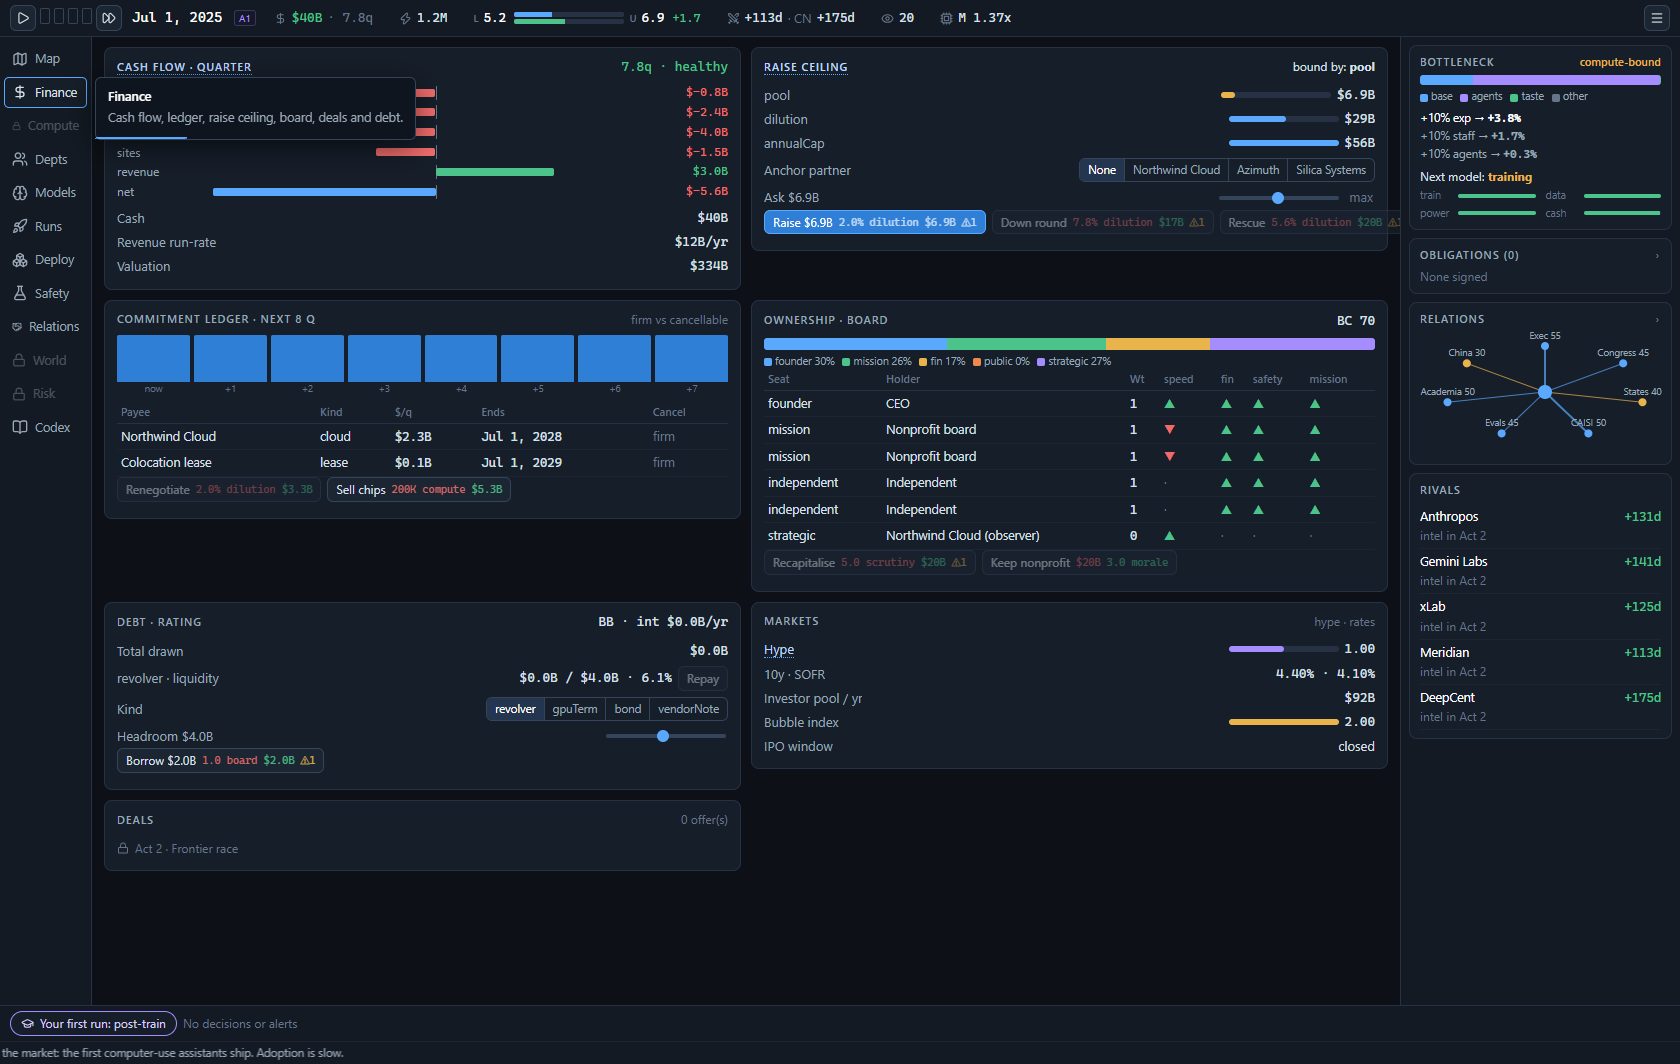 Jul 1, 2025 A1 $ $40B · 7.8q 1.2M L 5.2 U 6.9 +1.7 +113d · CN +175d 20 M 1.37x
Map
Finance
Compute
Depts
Models
Runs
Deploy
Safety
Relations
World
Risk
Codex
CASH FLOW · QUARTER 7.8q · healthy
Finance
Cash flow, ledger, raise ceiling, board, deals and debt.
$-0.8B
$-2.4B
$-4.0B
sites $-1.5B
revenue $3.0B
net $-5.6B
Cash $40B
Revenue run-rate $12B/yr
Valuation $334B
RAISE CEILING bound by: pool
pool $6.9B
dilution $29B
annualCap $56B
Anchor partner None Northwind Cloud Azimuth Silica Systems
Ask $6.9B max
Raise $6.9B 2.0% dilution $6.9B ⚠1 Down round 7.8% dilution $17B ⚠1 Rescue 5.6% dilution $20B ⚠1
COMMITMENT LEDGER · NEXT 8 Q firm vs cancellable
now +1 +2 +3 +4 +5 +6 +7
Payee Kind $/q Ends Cancel
Northwind Cloud cloud $2.3B Jul 1, 2028 firm
Colocation lease lease $0.1B Jul 1, 2029 firm
Renegotiate 2.0% dilution $3.3B Sell chips 200K compute $5.3B
OWNERSHIP · BOARD BC 70
founder 30% mission 26% fin 17% public 0% strategic 27%
Seat Holder Wt speed fin safety mission
founder CEO 1 ▲ ▲ ▲ ▲
mission Nonprofit board 1 ▼ ▲ ▲ ▲
mission Nonprofit board 1 ▼ ▲ ▲ ▲
independent Independent 1 · ▲ ▲ ▲
independent Independent 1 · ▲ ▲ ▲
strategic Northwind Cloud (observer) 0 ▲ · · ·
Recapitalise 5.0 scrutiny $20B ⚠1 Keep nonprofit $20B 3.0 morale
DEBT · RATING BB · int $0.0B/yr
Total drawn $0.0B
revolver · liquidity $0.0B / $4.0B · 6.1% Repay
Kind revolver gpuTerm bond vendorNote
Headroom $4.0B
Borrow $2.0B 1.0 board $2.0B ⚠1
MARKETS hype · rates
Hype 1.00
10y · SOFR 4.40% · 4.10%
Investor pool / yr $92B
Bubble index 2.00
IPO window closed
DEALS 0 offer(s)
Act 2 · Frontier race
BOTTLENECK compute-bound
base agents taste other
+10% exp → +3.8%
+10% staff → +1.7%
+10% agents → +0.3%
Next model: training
train data
power cash
OBLIGATIONS (0) ›
None signed
RELATIONS ›
Exec 55
China 30 Congress 45
Academia 50 States 40
Evals 45 CAISI 50
RIVALS
Anthropos +131d
intel in Act 2
Gemini Labs +141d
intel in Act 2
xLab +125d
intel in Act 2
Meridian +113d
intel in Act 2
DeepCent +175d
intel in Act 2
Your first run: post-train No decisions or alerts
the market: the first computer-use assistants ship. Adoption is slow.